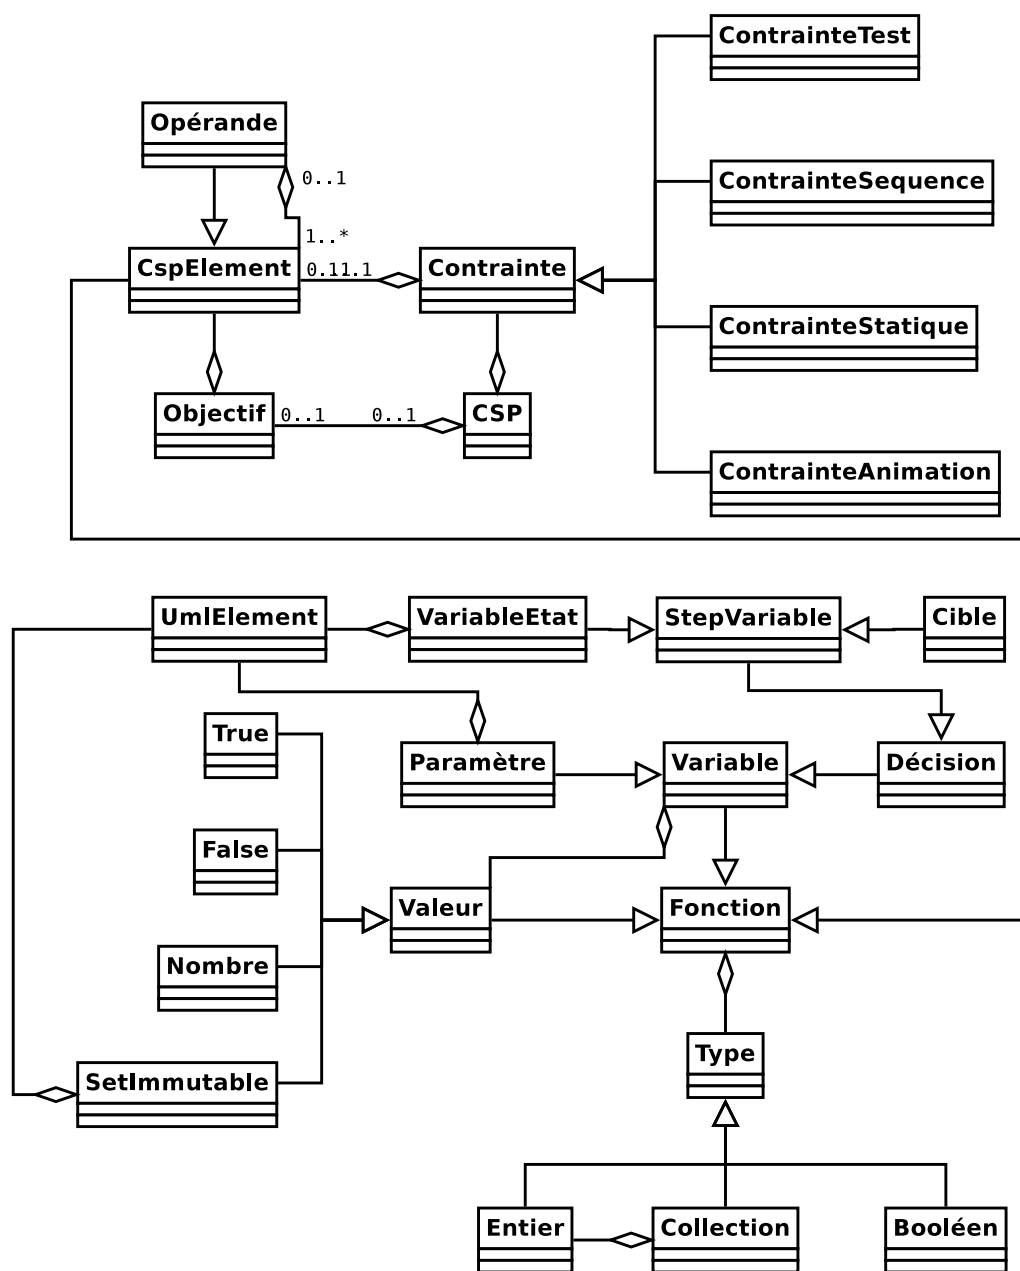 ContrainteTest
Opérande
0..1
ContrainteSequence
1..*
CspElement
0.11.1
Contrainte
ContrainteStatique
Objectif
0..1
0..1
CSP
ContrainteAnimation
UmlElement
VariableEtat
StepVariable
Cible
True
Paramètre
Variable
Décision
False
Valeur
Fonction
Nombre
Type
SetImmutable
Entier
Collection
Booléen